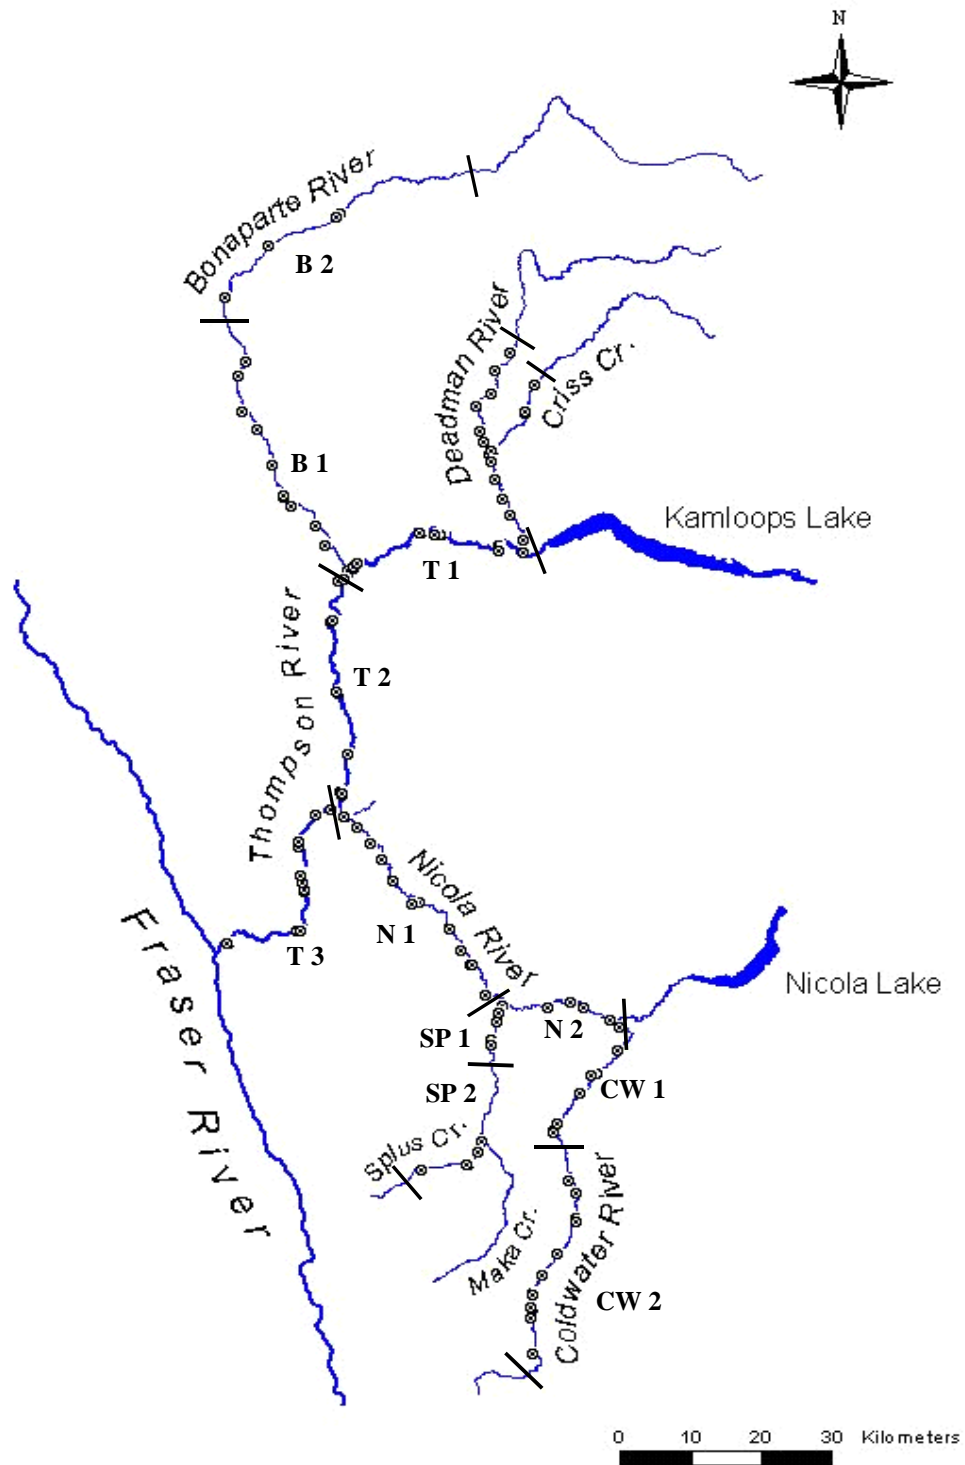 N
Bonaparte River
B 2
Deadman River
Criss Cr.
B 1
Kamloops Lake
T 1
Thompson River
T 2
Nicola River
Fraser River
N 1
T 3
Nicola Lake
N 2
SP 1
SP 2
CW 1
Spius Cr.
Coldwater River
Maka Cr.
CW 2
0 10 20 30 Kilometers